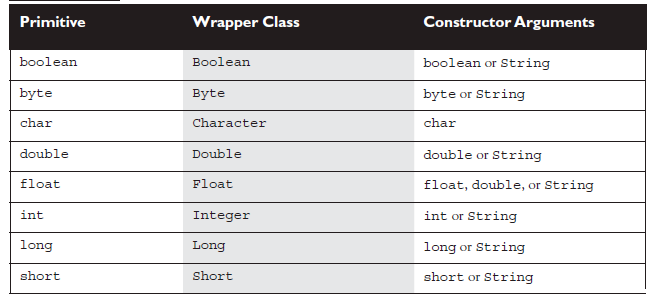 Primitive Wrapper Class Constructor Arguments
boolean Boolean boolean or String
byte Byte byte or String
char Character char
double Double double or String
float Float float, double, or String
int Integer int or String
long Long long or String
short Short short or String